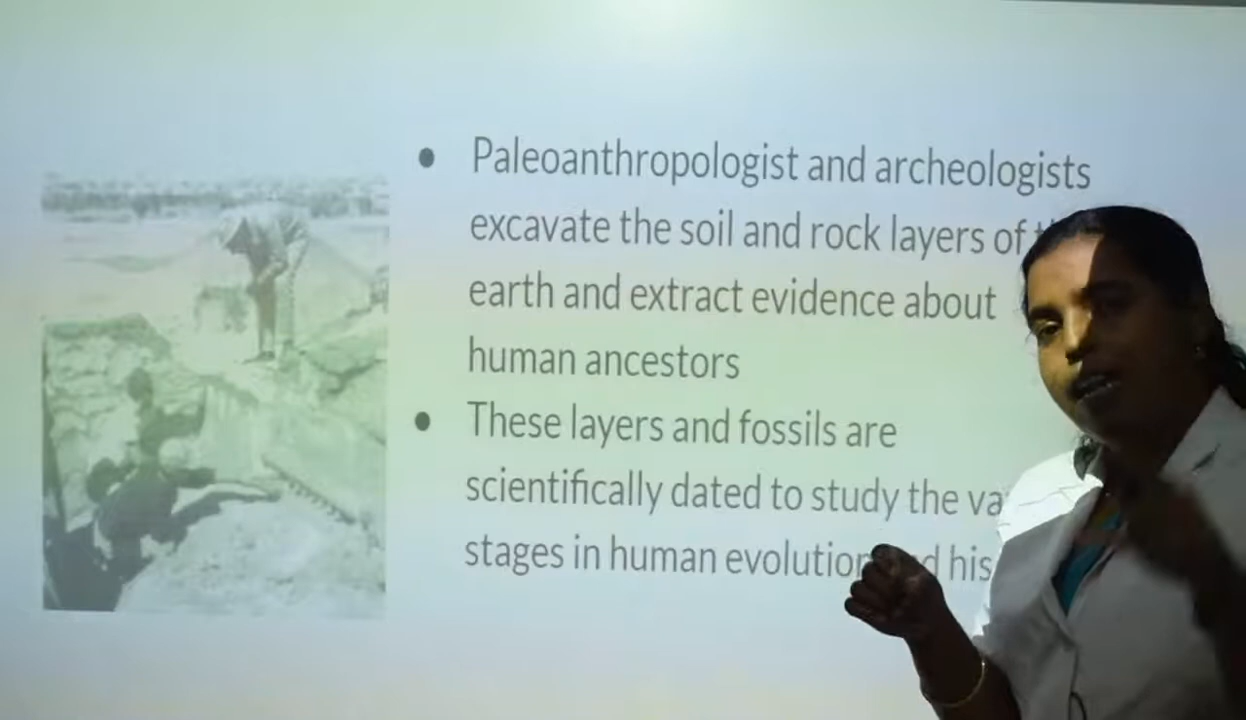 ● Paleoanthropologist and archeologists
excavate the soil and rock layers of
earth and extract evidence about
human ancestors
● These layers and fossils are
scientifically dated to study the
stages in human evolution